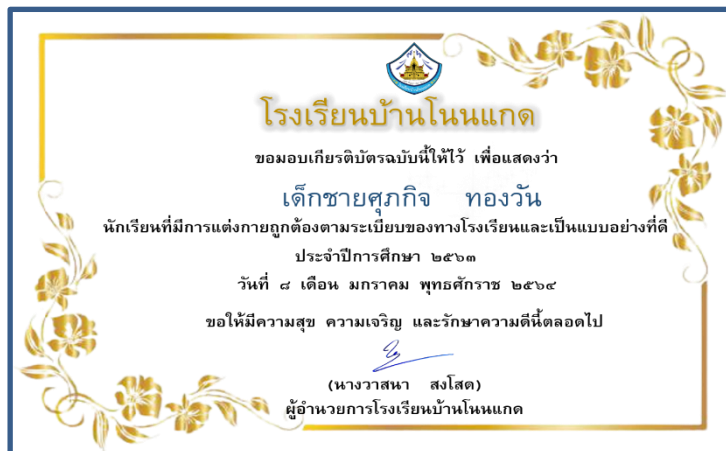 โรงเรียนบ้านโนนแกด
ขอมอบเกียรติบัตรฉบับนี้ให้ไว้ เพื่อแสดงว่า
เด็กชายศุภกิจ ทองวัน
นักเรียนที่มีการแต่งกายถูกต้องตามระเบียบของทางโรงเรียนและเป็นแบบอย่างที่ดี
ประจำปีการศึกษา ๒๕๖๓
วันที่ ๘ เดือน มกราคม พุทธศักราช ๒๕๖๔
ขอให้มีความสุข ความเจริญ และรักษาความดีนี้ตลอดไป
(นางวาสนา สงโสด)
ผู้อำนวยการโรงเรียนบ้านโนนแกด